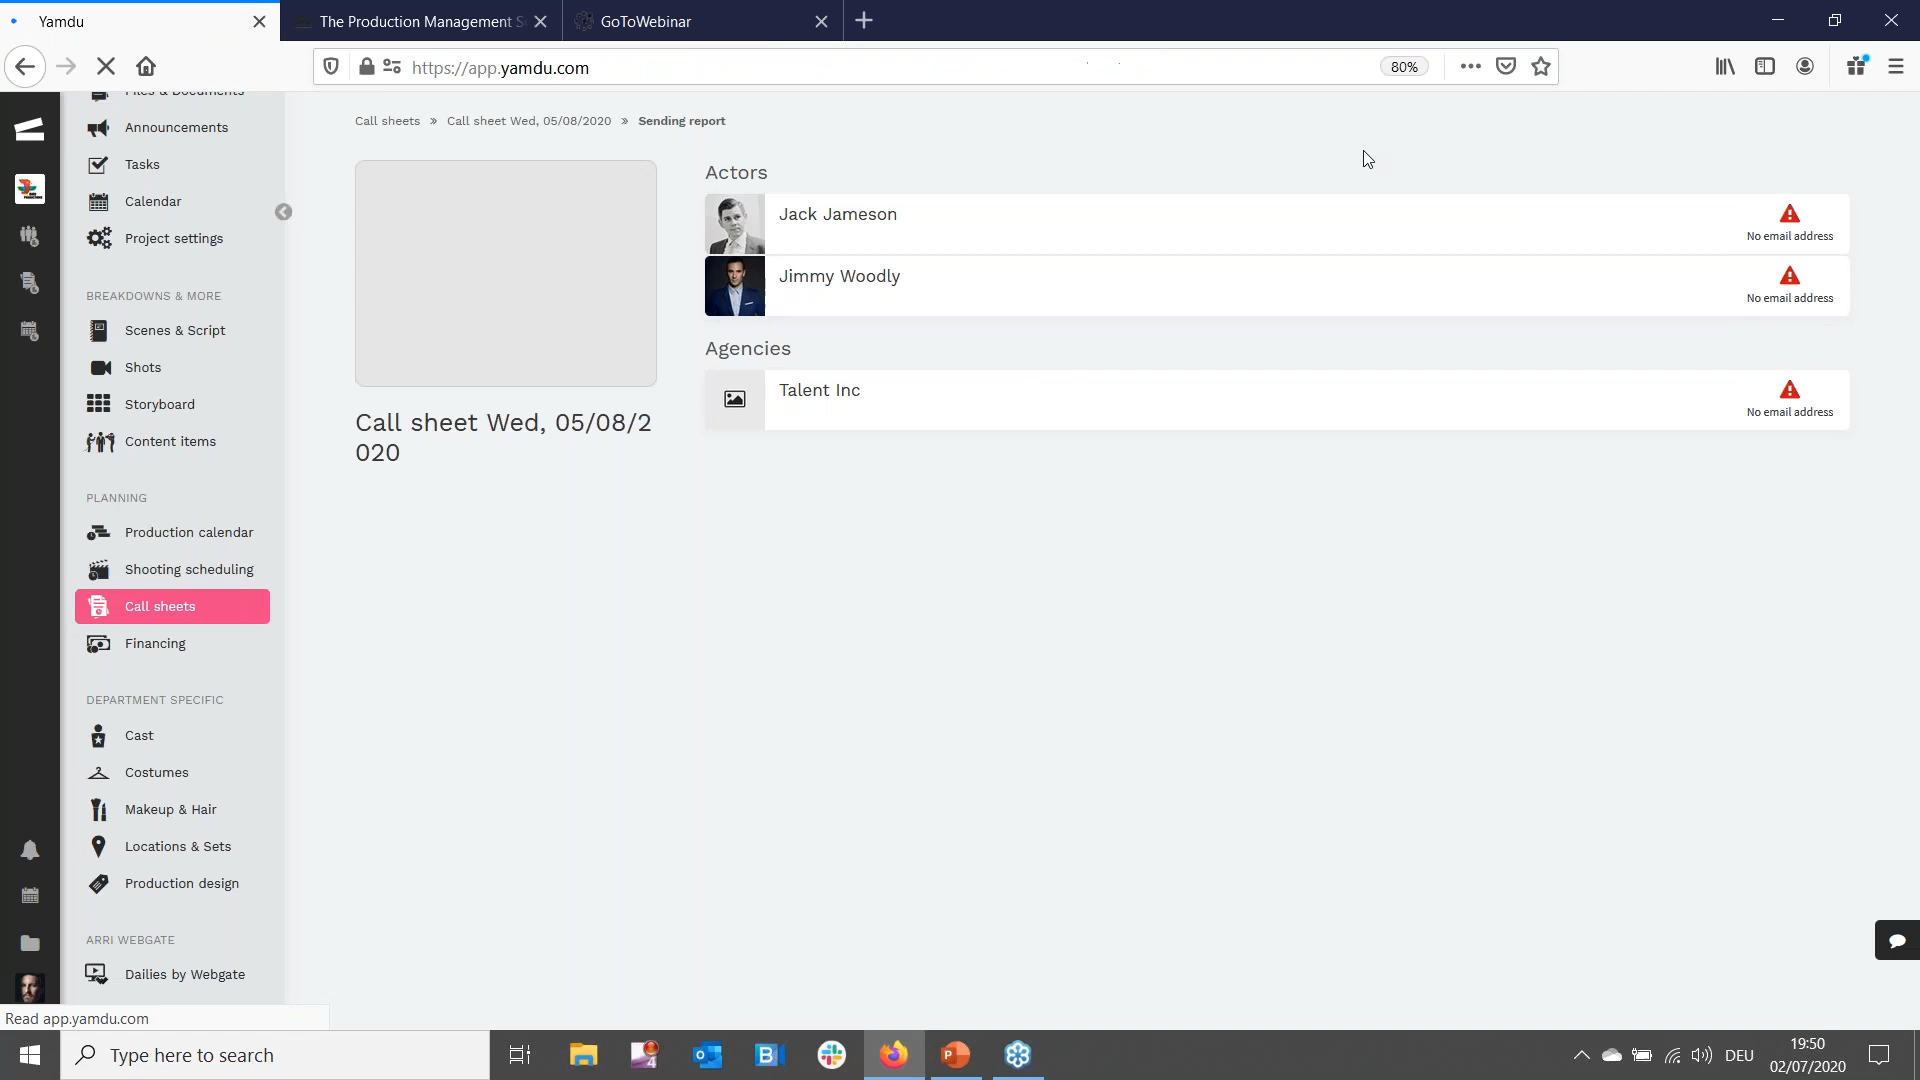 Yamdu
The Production Management S
GoToWebinar
https://app.yamdu.com
80%
Files & Documents
Announcements
Tasks
Calendar
Project settings
BREAKDOWNS & MORE
Scenes & Script
Shots
Storyboard
Content items
PLANNING
Production calendar
Shooting scheduling
Call sheets
Financing
DEPARTMENT SPECIFIC
Cast
Costumes
Makeup & Hair
Locations & Sets
Production design
ARRI WEBGATE
Dailies by Webgate
Call sheets » Call sheet Wed, 05/08/2020 » Sending report
Call sheet Wed, 05/08/2
020
Actors
Jack Jameson
No email address
Jimmy Woodly
No email address
Agencies
Talent Inc
No email address
Read app.yamdu.com
Type here to search
DEU
19:50
02/07/2020